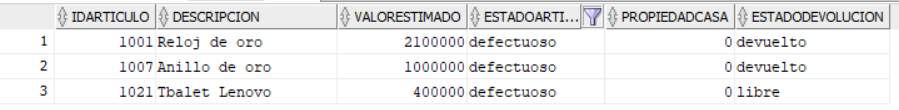 IDARTICULO DESCRIPCION VALORESTIMADO ESTADOARTI... PROPIEDADCASA ESTADODEVOLUCION
1 1001 Reloj de oro 2100000 defectuoso 0 devuelto
2 1007 Anillo de oro 1000000 defectuoso 0 devuelto
3 1021 Tbalet Lenovo 400000 defectuoso 0 libre